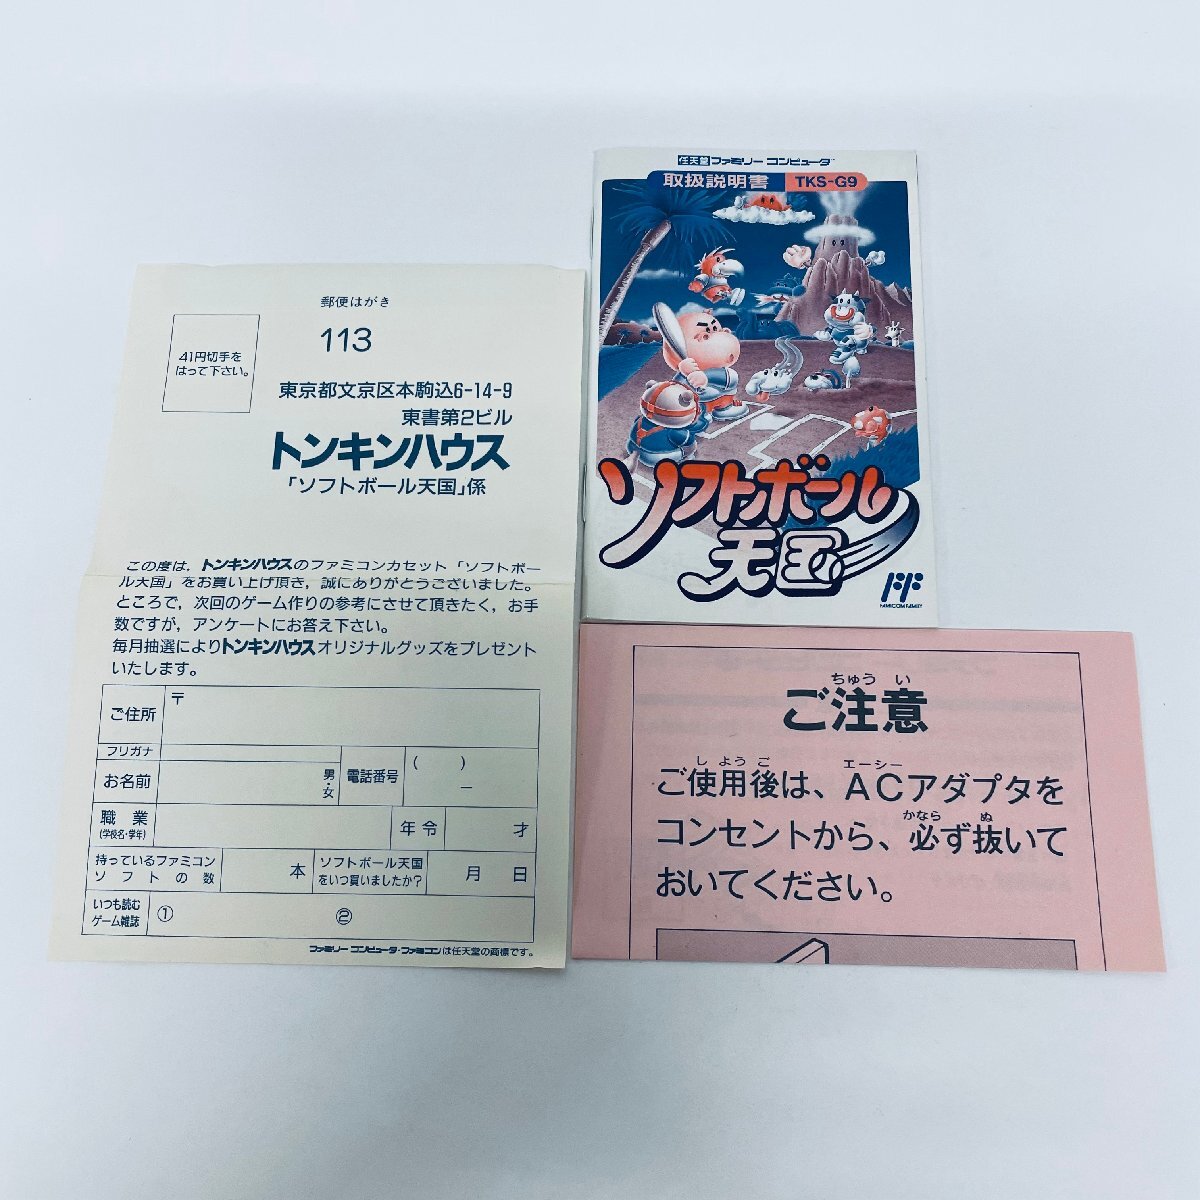 郵便はがき
41円切手を
はって下さい。
113
東京都文京区本駒込6-14-9
東書第2ビル
トンキンハウス
「ソフトボール天国」係
この度は，トンキンハウスのファミコンカセット「ソフトボー
ル天国」をお買い上げ頂き，誠にありがとうございました。
ところで，次回のゲーム作りの参考にさせて頂きたく，お手
数ですが，アンケートにお答え下さい。
毎月抽選によりトンキンハウスオリジナルグッズをプレゼント
いたします。
ご住所 〒
フリガナ
お名前 男・女 電話番号 ( ) ―
職業 (学校名・学年) 年令 才
持っているファミコン
ソフトの数 本
ソフトボール天国
をいつ買いましたか? 月 日
いつも読む
ゲーム雑誌 ① ②
ファミリーコンピュータ・ファミコンは任天堂の商標です。
任天堂 ファミリーコンピュータ™
取扱説明書 TKS-G9
ソフトボール
天国
FF
FAMICOM FAMILY
ちゅう い
ご注意
し よう ご エーシー
ご使用後は、ACアダプタを
かなら ぬ
コンセントから、必ず抜いて
おいてください。